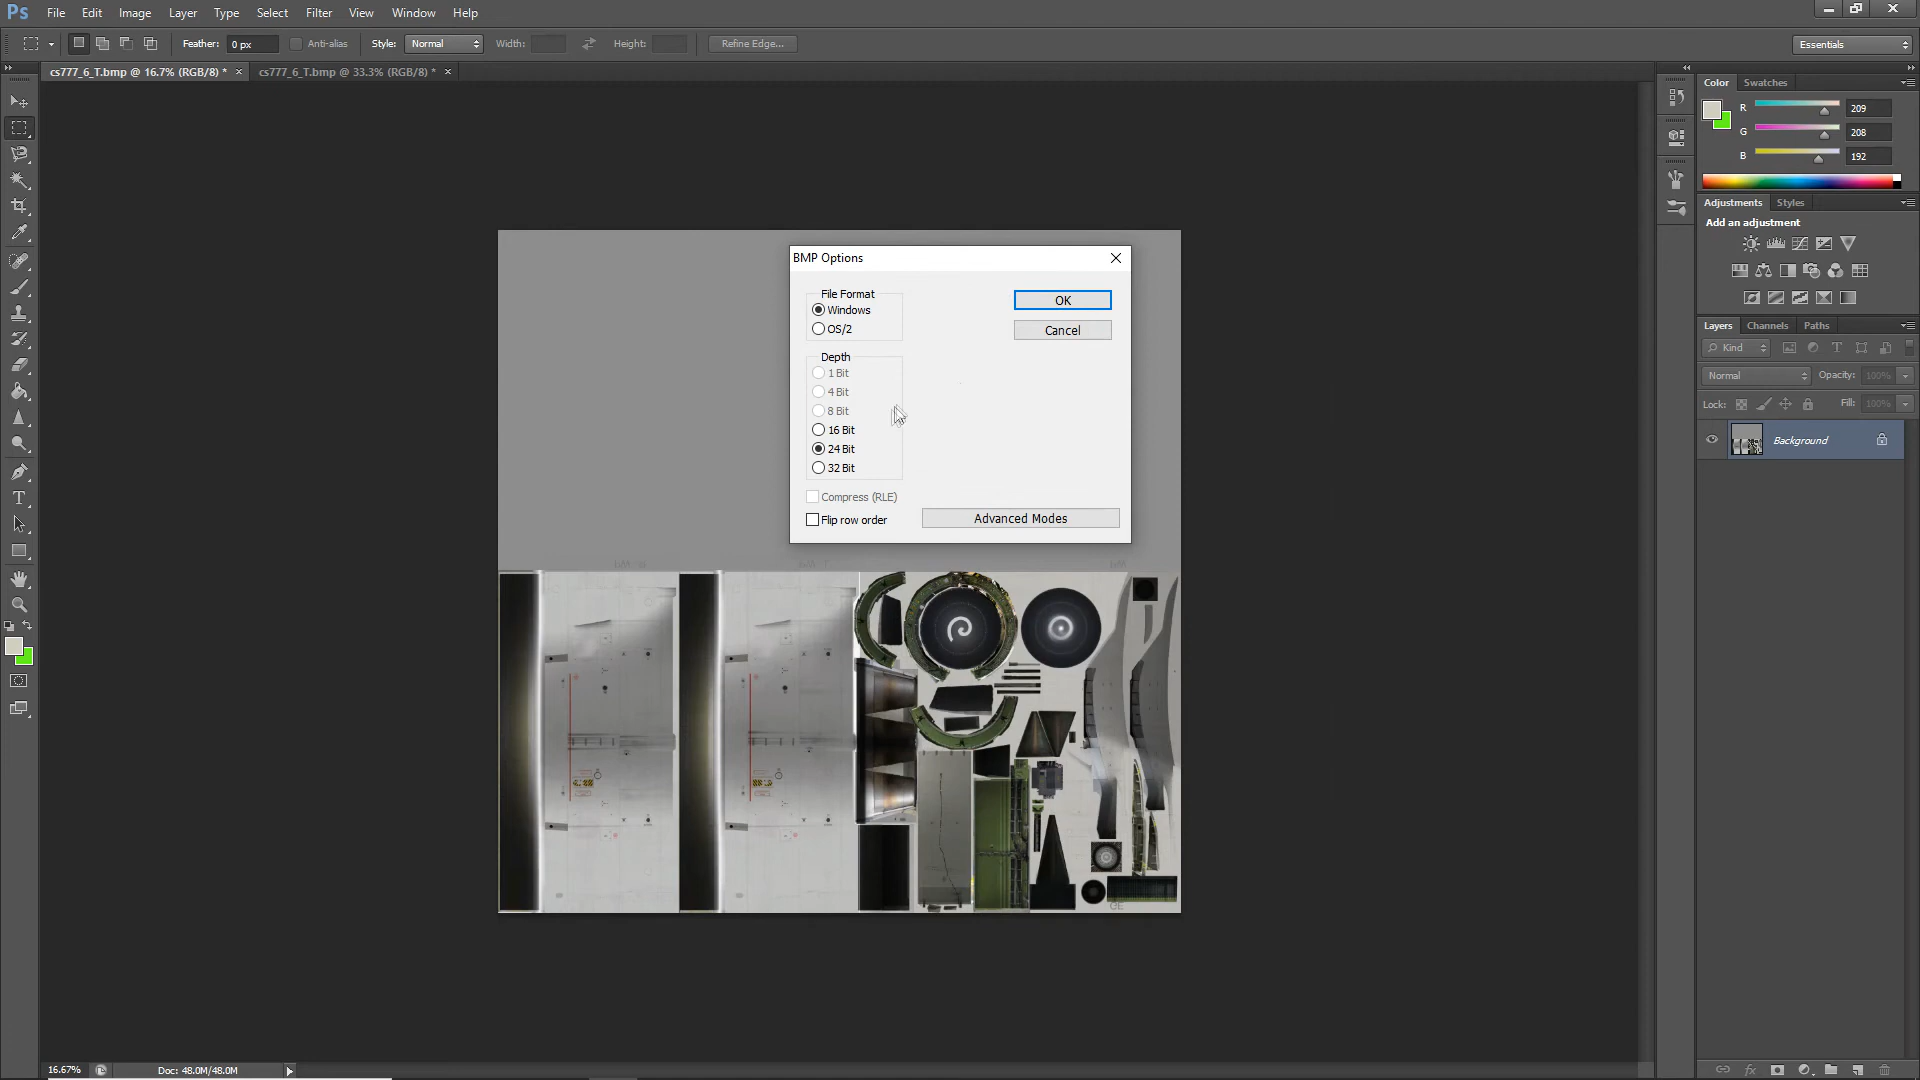 Ps File Edit Image Layer Type Select Filter View Window Help
Feather: 0 px Anti-alias Style: Normal Width: Height: Refine Edge... Essentials
cs777_6_T.bmp @ 16.7% (RGB/8) * × cs777_6_T.bmp @ 33.3% (RGB/8) * ×
Color Swatches
R 209
G 208
B 192
Adjustments Styles
Add an adjustment
Layers Channels Paths
Kind
Normal Opacity: 100%
Lock: Fill: 100%
Background
BMP Options
File Format
Windows
OS/2
OK
Cancel
Depth
1 Bit
4 Bit
8 Bit
16 Bit
24 Bit
32 Bit
Compress (RLE)
Flip row order
Advanced Modes
GE
16.67% Doc: 48.0M/48.0M